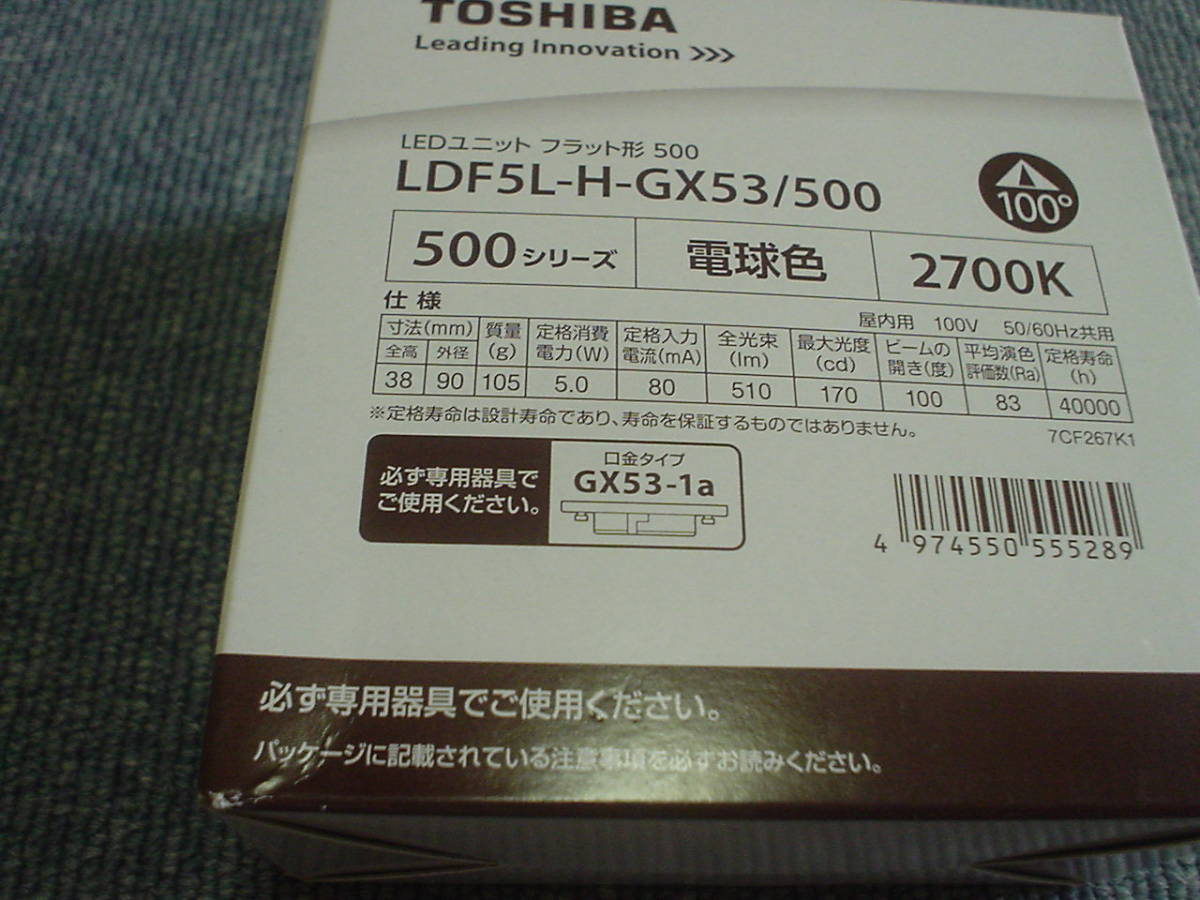 TOSHIBA
Leading Innovation >>>
LEDユニット フラット形 500
LDF5L-H-GX53/500
100°
500シリーズ 電球色 2700K
仕様
屋内用 100V 50/60Hz共用
寸法(mm) 質量(g) 定格消費電力(W) 定格入力電流(mA) 全光束(lm) 最大光度(cd) ビームの開き(度) 平均演色評価数(Ra) 定格寿命(h)
全高 外径
38 90 105 5.0 80 510 170 100 83 40000
※定格寿命は設計寿命であり、寿命を保証するものではありません。
7CF267K1
必ず専用器具で
ご使用ください。
口金タイプ
GX53-1a
4 974550 555289
必ず専用器具でご使用ください。
パッケージに記載されている注意事項を必ずお読みください。